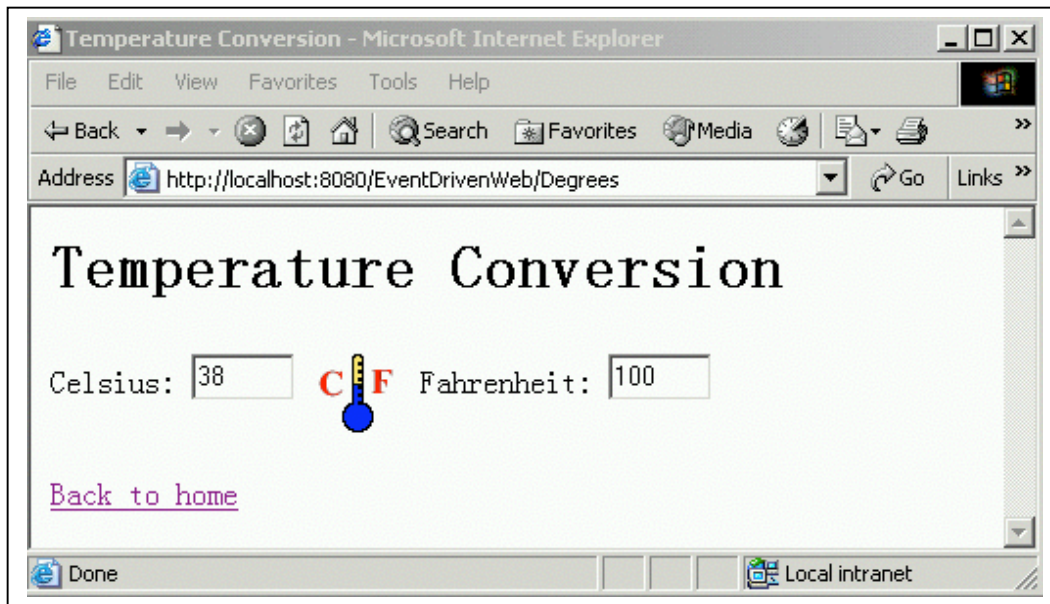 Temperature Conversion - Microsoft Internet Explorer
File Edit View Favorites Tools Help
Back Search Favorites Media »
Address http://localhost:8080/EventDrivenWeb/Degrees Go Links »
Temperature Conversion
Celsius: 38 C F Fahrenheit: 100
Back to home
Done Local intranet